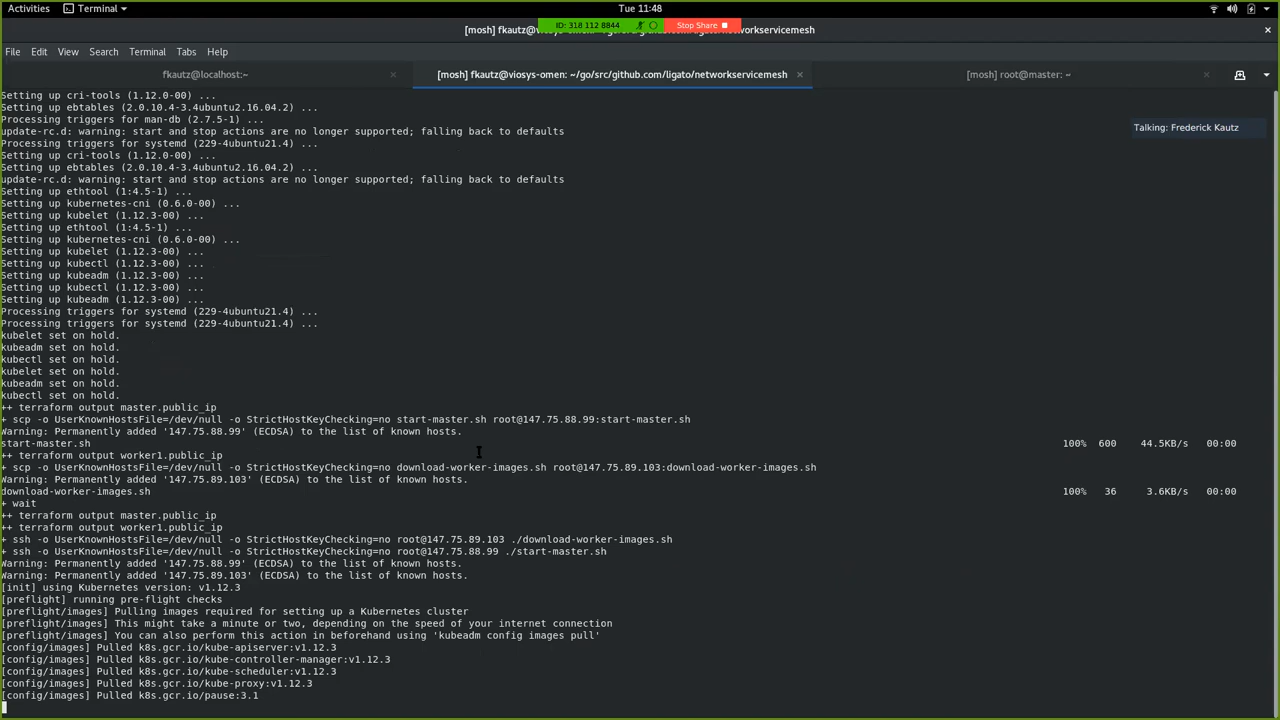 Activities Terminal Tue 11:48
ID: 318 112 8844 Stop Share
networkservicemesh
File Edit View Search Terminal Tabs Help
fkautz@localhost:~ [mosh] fkautz@viosys-omen: ~/go/src/github.com/ligato/networkservicemesh [mosh] root@master: ~
Talking: Frederick Kautz
Setting up cri-tools (1.12.0-00) ...
Setting up ebtables (2.0.10.4-3.4ubuntu2.16.04.2) ...
Processing triggers for man-db (2.7.5-1) ...
update-rc.d: warning: start and stop actions are no longer supported; falling back to defaults
Processing triggers for systemd (229-4ubuntu21.4) ...
Setting up cri-tools (1.12.0-00) ...
Setting up ebtables (2.0.10.4-3.4ubuntu2.16.04.2) ...
update-rc.d: warning: start and stop actions are no longer supported; falling back to defaults
Setting up ethtool (1:4.5-1) ...
Setting up kubernetes-cni (0.6.0-00) ...
Setting up kubelet (1.12.3-00) ...
Setting up ethtool (1:4.5-1) ...
Setting up kubernetes-cni (0.6.0-00) ...
Setting up kubelet (1.12.3-00) ...
Setting up kubectl (1.12.3-00) ...
Setting up kubeadm (1.12.3-00) ...
Setting up kubectl (1.12.3-00) ...
Setting up kubeadm (1.12.3-00) ...
Processing triggers for systemd (229-4ubuntu21.4) ...
Processing triggers for systemd (229-4ubuntu21.4) ...
kubelet set on hold.
kubeadm set on hold.
kubectl set on hold.
kubelet set on hold.
kubeadm set on hold.
kubectl set on hold.
++ terraform output master.public_ip
+ scp -o UserKnownHostsFile=/dev/null -o StrictHostKeyChecking=no start-master.sh root@147.75.88.99:start-master.sh
Warning: Permanently added '147.75.88.99' (ECDSA) to the list of known hosts.
start-master.sh 100% 600 44.5KB/s 00:00
++ terraform output worker1.public_ip
+ scp -o UserKnownHostsFile=/dev/null -o StrictHostKeyChecking=no download-worker-images.sh root@147.75.89.103:download-worker-images.sh
Warning: Permanently added '147.75.89.103' (ECDSA) to the list of known hosts.
download-worker-images.sh 100% 36 3.6KB/s 00:00
+ wait
++ terraform output master.public_ip
++ terraform output worker1.public_ip
+ ssh -o UserKnownHostsFile=/dev/null -o StrictHostKeyChecking=no root@147.75.89.103 ./download-worker-images.sh
+ ssh -o UserKnownHostsFile=/dev/null -o StrictHostKeyChecking=no root@147.75.88.99 ./start-master.sh
Warning: Permanently added '147.75.88.99' (ECDSA) to the list of known hosts.
Warning: Permanently added '147.75.89.103' (ECDSA) to the list of known hosts.
[init] using Kubernetes version: v1.12.3
[preflight] running pre-flight checks
[preflight/images] Pulling images required for setting up a Kubernetes cluster
[preflight/images] This might take a minute or two, depending on the speed of your internet connection
[preflight/images] You can also perform this action in beforehand using 'kubeadm config images pull'
[config/images] Pulled k8s.gcr.io/kube-apiserver:v1.12.3
[config/images] Pulled k8s.gcr.io/kube-controller-manager:v1.12.3
[config/images] Pulled k8s.gcr.io/kube-scheduler:v1.12.3
[config/images] Pulled k8s.gcr.io/kube-proxy:v1.12.3
[config/images] Pulled k8s.gcr.io/pause:3.1